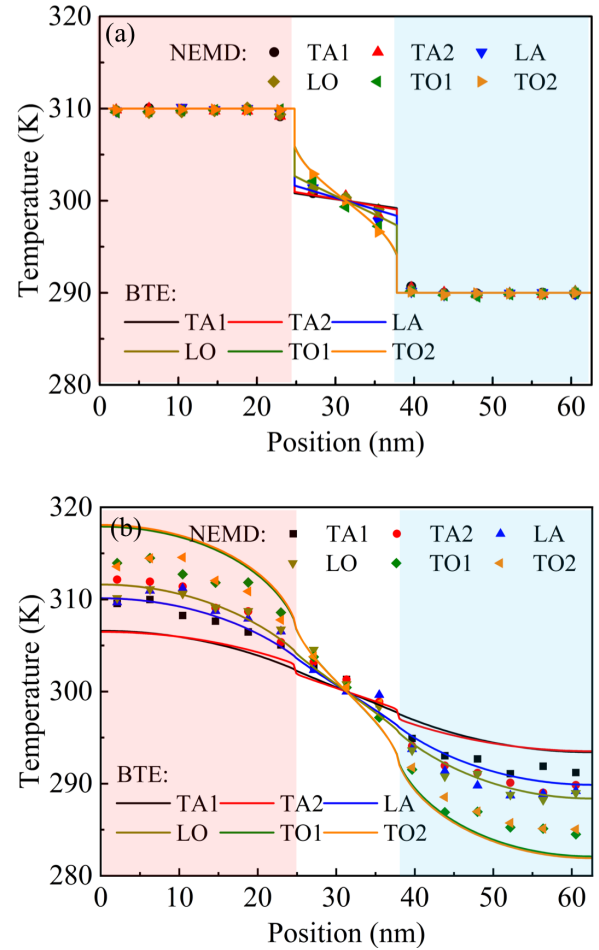 320
(a)
NEMD: TA1 TA2 LA
LO TO1 TO2
310
300
Temperature (K)
290
BTE:
TA1 TA2 LA
LO TO1 TO2
280
0 10 20 30 40 50 60
Position (nm)
320
(b)
NEMD: TA1 TA2 LA
LO TO1 TO2
310
300
Temperature (K)
290
BTE:
TA1 TA2 LA
LO TO1 TO2
280
0 10 20 30 40 50 60
Position (nm)